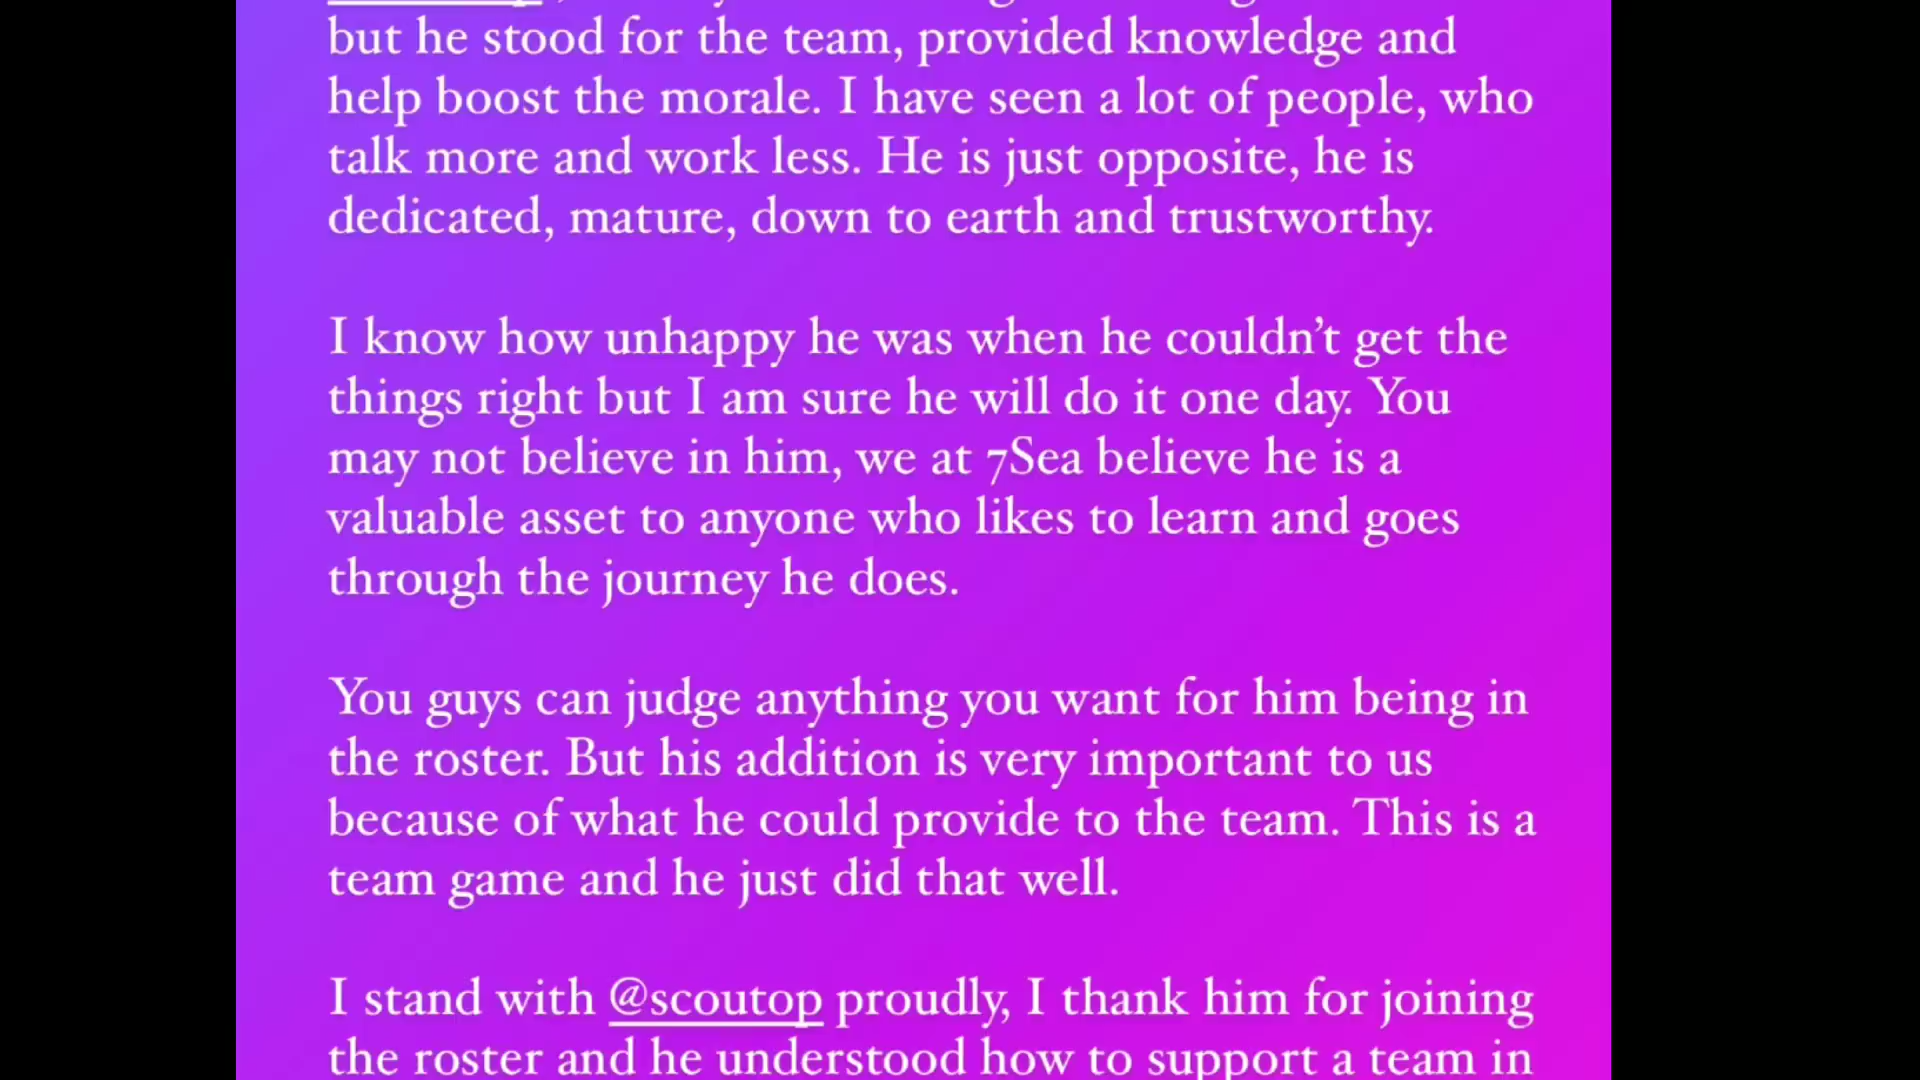 but he stood for the team, provided knowledge and
help boost the morale. I have seen a lot of people, who
talk more and work less. He is just opposite, he is
dedicated, mature, down to earth and trustworthy.
I know how unhappy he was when he couldn't get the
things right but I am sure he will do it one day. You
may not believe in him, we at 7Sea believe he is a
valuable asset to anyone who likes to learn and goes
through the journey he does.
You guys can judge anything you want for him being in
the roster. But his addition is very important to us
because of what he could provide to the team. This is a
team game and he just did that well.
I stand with @scoutop proudly, I thank him for joining
the roster and he understood how to support a team in